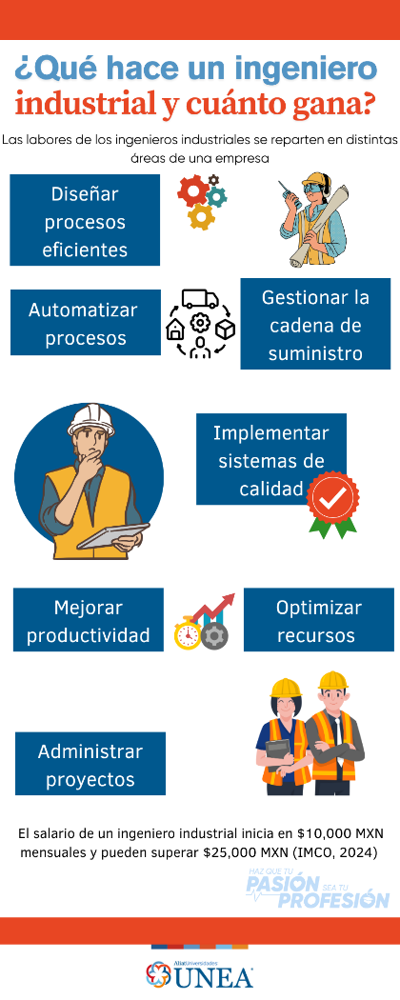 ¿Qué hace un ingeniero
industrial y cuánto gana?
Las labores de los ingenieros industriales se reparten en distintas
áreas de una empresa
Diseñar
procesos
eficientes
Automatizar
procesos
Gestionar la
cadena de
suministro
Implementar
sistemas de
calidad
Mejorar
productividad
Optimizar
recursos
Administrar
proyectos
El salario de un ingeniero industrial inicia en $10,000 MXN
mensuales y pueden superar $25,000 MXN (IMCO, 2024)
HAZ QUE TU
PASIÓN SEA TU
PROFESIÓN
AliatUniversidades
UNEA